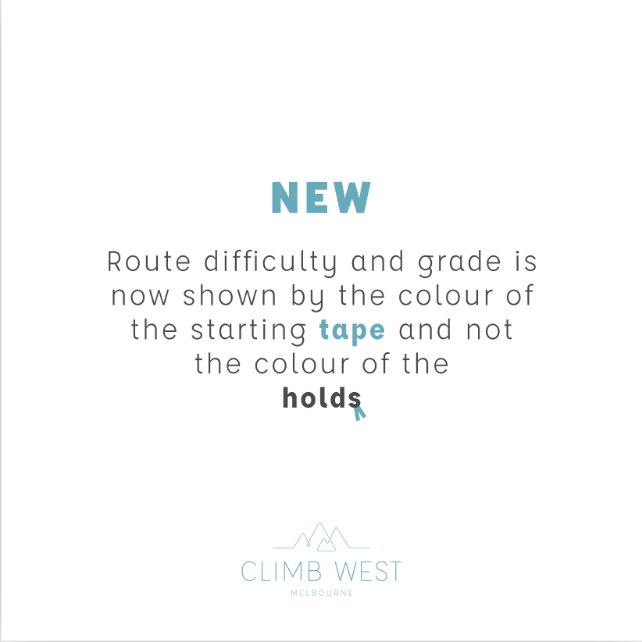 NEW
Route difficulty and grade is
now shown by the colour of
the starting tape and not
the colour of the
holds
CLIMB WEST
MELBOURNE